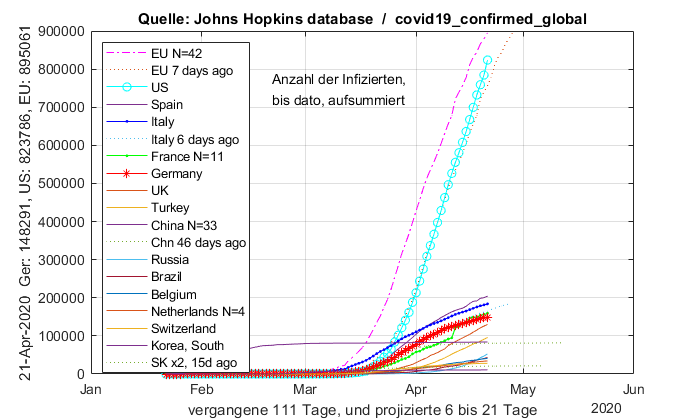 Quelle: Johns Hopkins database / covid19_confirmed_global
21-Apr-2020 Ger: 148291, US: 823786, EU: 895061
900000
800000
700000
600000
500000
400000
300000
200000
100000
0
EU N=42
EU 7 days ago
US
Spain
Italy
Italy 6 days ago
France N=11
Germany
UK
Turkey
China N=33
Chn 46 days ago
Russia
Brazil
Belgium
Netherlands N=4
Switzerland
Korea, South
SK x2, 15d ago
Anzahl der Infizierten,
bis dato, aufsummiert
Jan Feb Mar Apr May Jun
2020
vergangene 111 Tage, und projizierte 6 bis 21 Tage